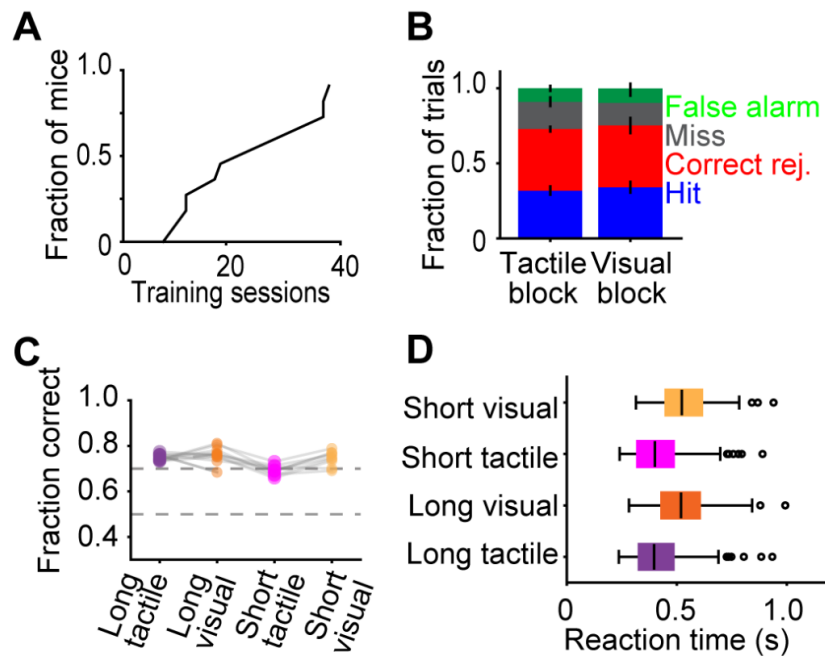 A
Fraction of mice
1.0
0.5
0
0
20
40
Training sessions
B
Fraction of trials
1.0
0.5
0
False alarm
Miss
Correct rej.
Hit
Tactile
block
Visual
block
C
Fraction correct
1.0
0.8
0.6
0.4
Long
tactile
Long
visual
Short
tactile
Short
visual
D
Short visual
Short tactile
Long visual
Long tactile
0
0.5
1.0
Reaction time (s)